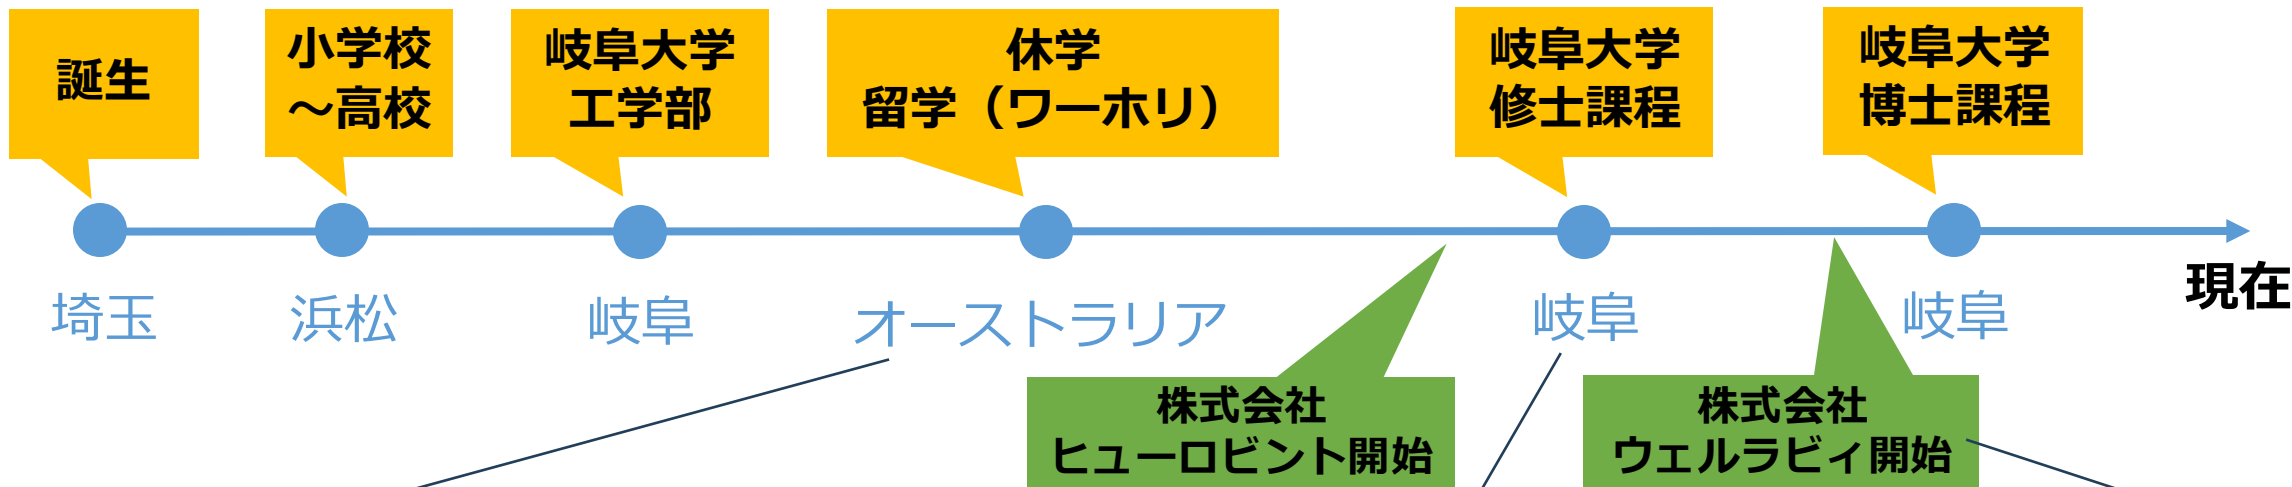 誕生
小学校
～高校
岐阜大学
工学部
休学
留学（ワーホリ）
岐阜大学
修士課程
岐阜大学
博士課程
埼玉
浜松
岐阜
オーストラリア
岐阜
岐阜
現在
株式会社
ヒューロビント開始
株式会社
ウェルラビィ開始